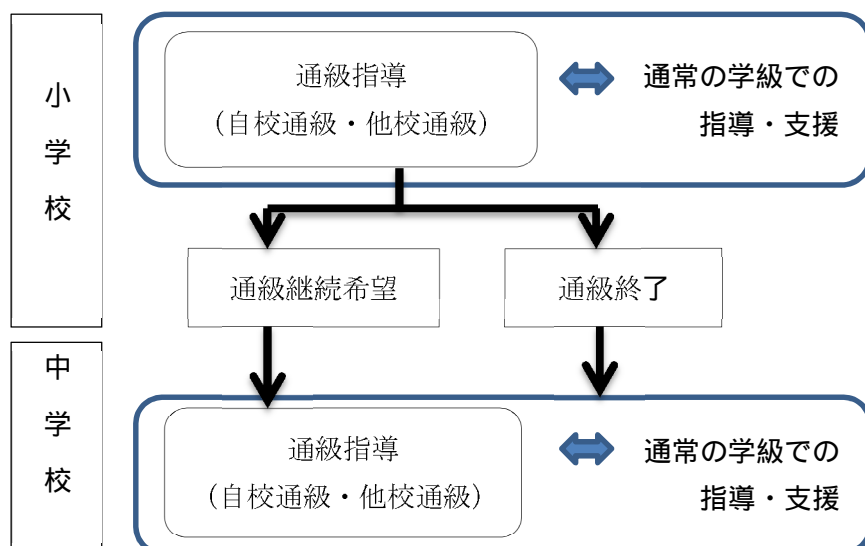 小学校
通級指導
（自校通級・他校通級）
通常の学級での
指導・支援
通級継続希望
通級終了
中学校
通級指導
（自校通級・他校通級）
通常の学級での
指導・支援